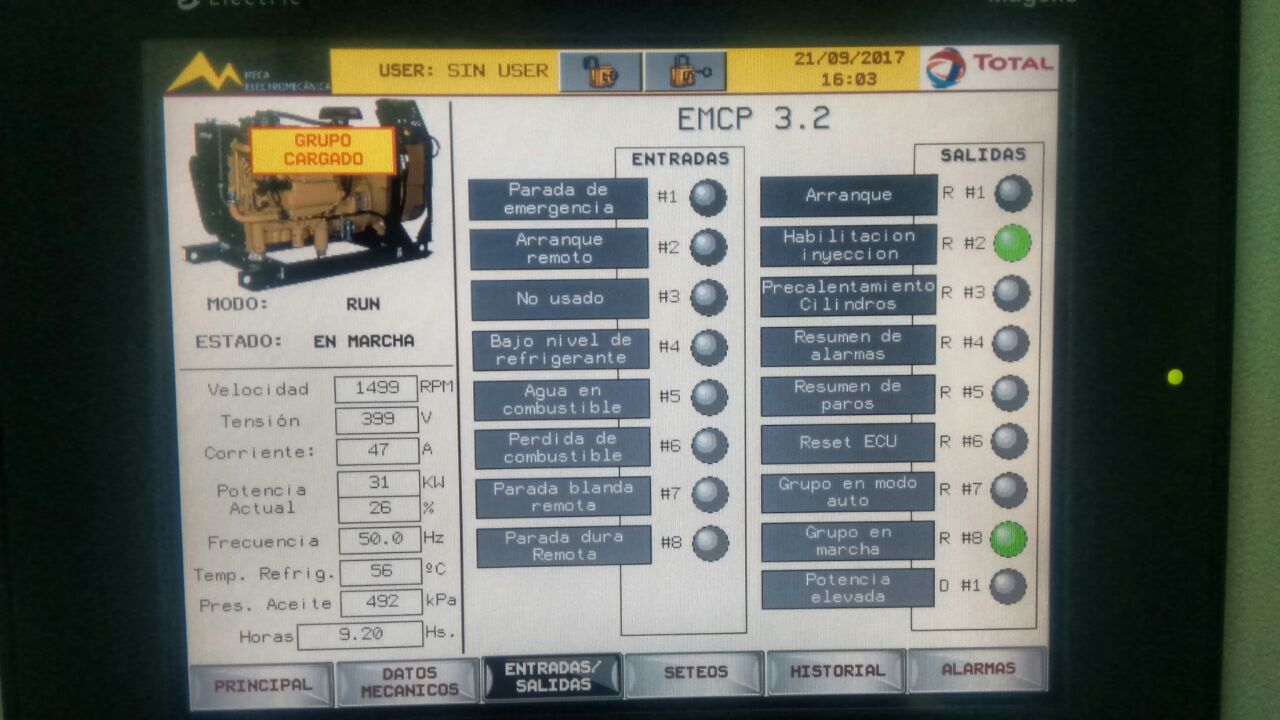 Electric
Magelis
MECA
ELECTROMECÁNICA
USER: SIN USER
21/09/2017
16:03
TOTAL
GRUPO
CARGADO
MODO: RUN
ESTADO: EN MARCHA
Velocidad 1499 RPM
Tensión 399 V
Corriente: 47 A
Potencia
Actual
31 KW
26 %
Frecuencia 50.0 Hz
Temp. Refrig. 56 ºC
Pres. Aceite 492 kPa
Horas 9.20 Hs.
EMCP 3.2
ENTRADAS
Parada de
emergencia
#1
Arranque
remoto
#2
No usado #3
Bajo nivel de
refrigerante
#4
Agua en
combustible
#5
Perdida de
combustible
#6
Parada blanda
remota
#7
Parada dura
Remota
#8
SALIDAS
Arranque R #1
Habilitacion
inyeccion
R #2
Precalentamiento
Cilindros
R #3
Resumen de
alarmas
R #4
Resumen de
paros
R #5
Reset ECU R #6
Grupo en modo
auto
R #7
Grupo en
marcha
R #8
Potencia
elevada
D #1
PRINCIPAL
DATOS
MECANICOS
ENTRADAS/
SALIDAS
SETEOS
HISTORIAL
ALARMAS